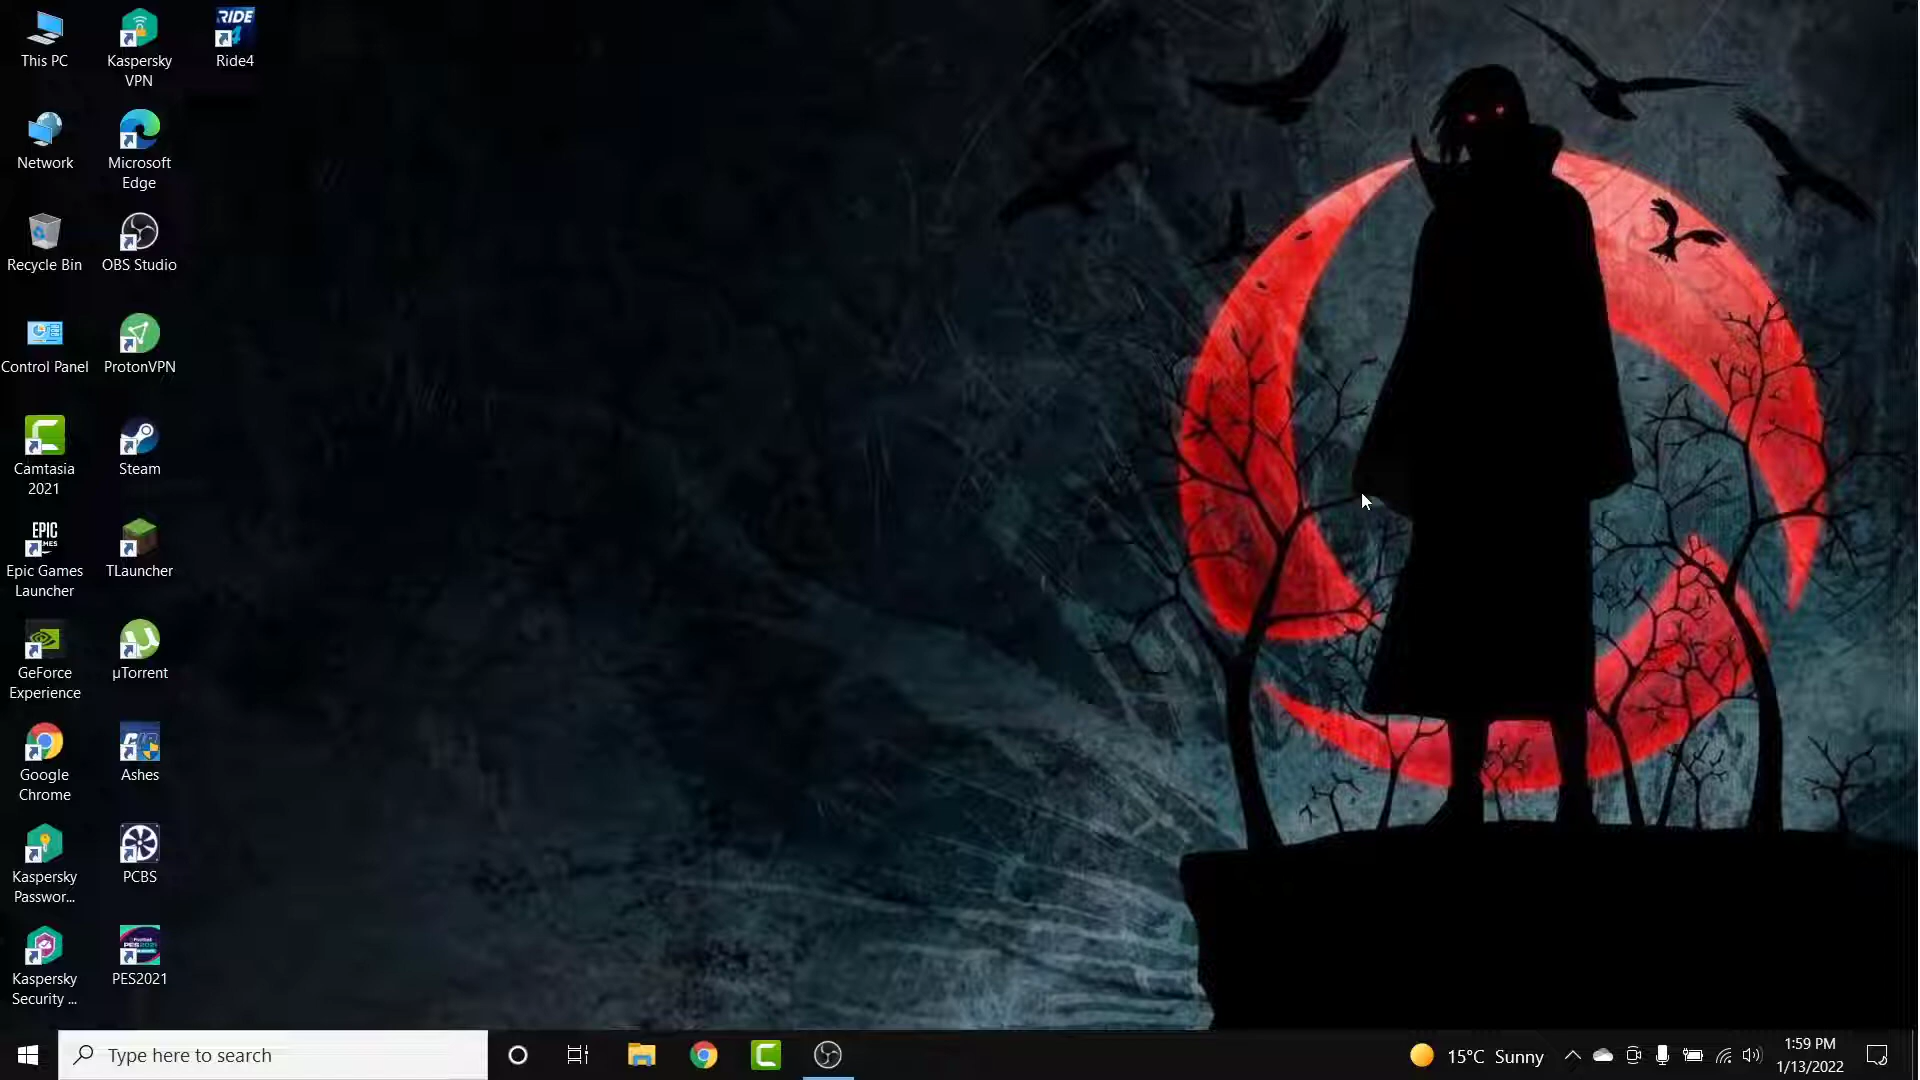 This PC
Kaspersky
VPN
RIDE
4
Ride4
Network
Microsoft
Edge
Recycle Bin
OBS Studio
Control Panel
ProtonVPN
Camtasia
2021
Steam
EPIC
Epic Games
Launcher
TLauncher
GeForce
Experience
µTorrent
Google
Chrome
Ashes
Kaspersky
Passwor...
PCBS
Kaspersky
Security ...
PES2021
Type here to search
15°C Sunny
1:59 PM
1/13/2022